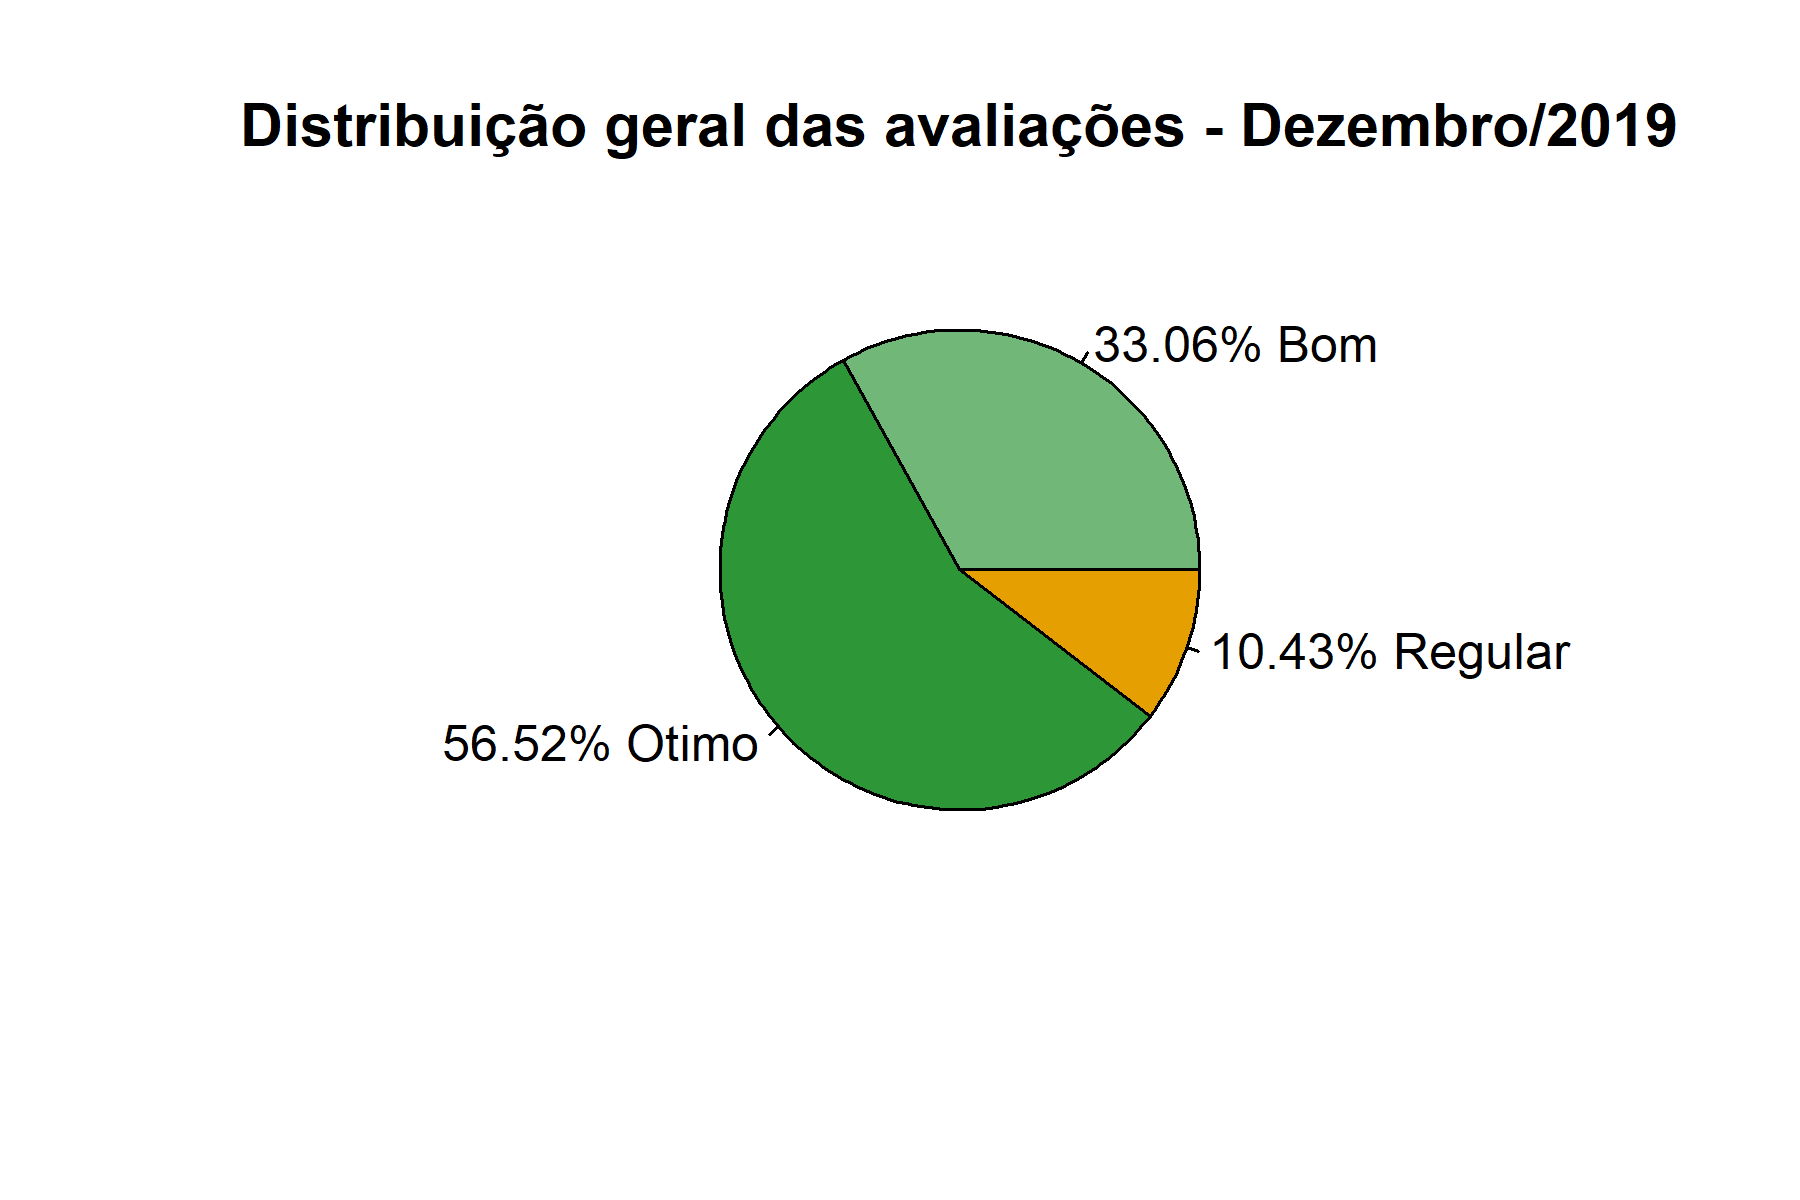 Distribuição geral das avaliações - Dezembro/2019
33.06% Bom
10.43% Regular
56.52% Otimo